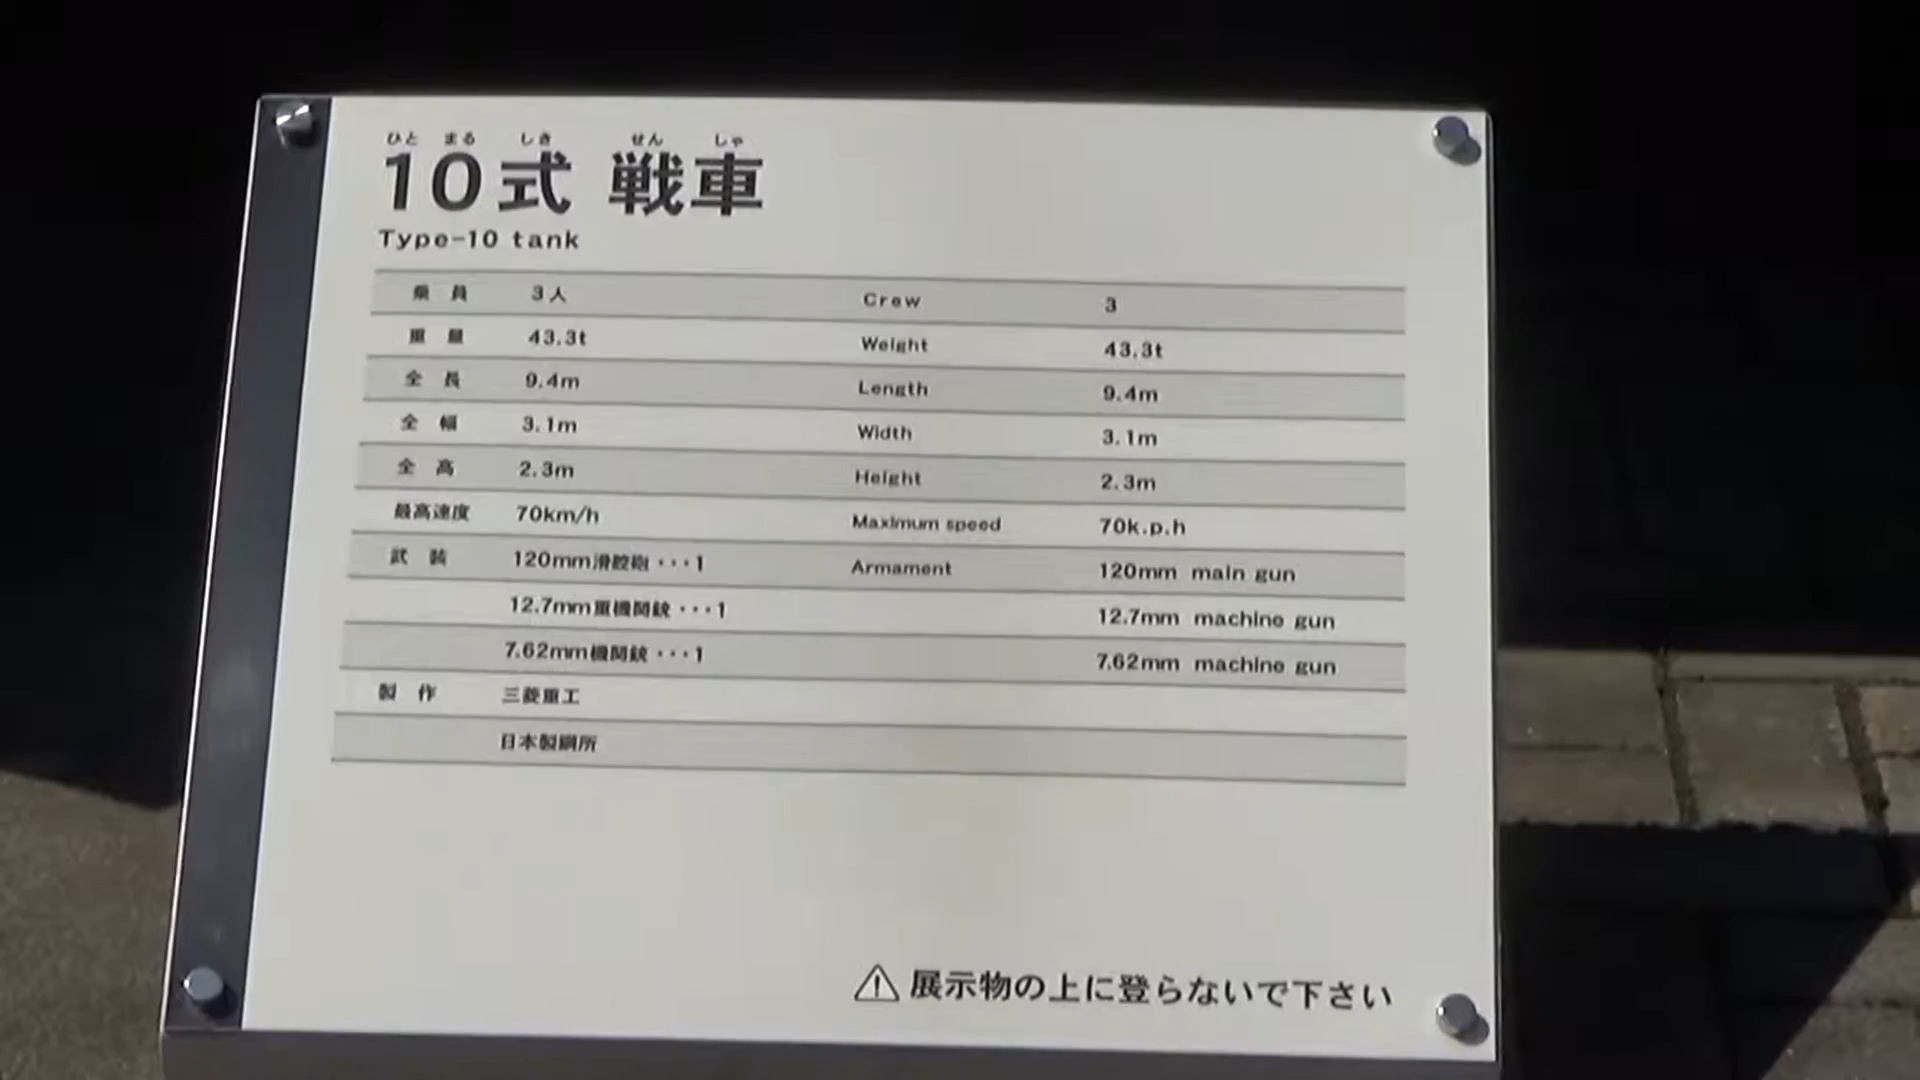 ひと まる しき せん しゃ
10式 戦車
Type-10 tank
乗 員 3人 Crew 3
重 量 43.3t Weight 43.3t
全 長 9.4m Length 9.4m
全 幅 3.1m Width 3.1m
全 高 2.3m Height 2.3m
最高速度 70km/h Maximum speed 70k.p.h
武 装 120mm滑腔砲・・・1 Armament 120mm main gun
12.7mm重機関銃・・・1 12.7mm machine gun
7.62mm機関銃・・・1 7.62mm machine gun
製 作 三菱重工
日本製鋼所
展示物の上に登らないで下さい